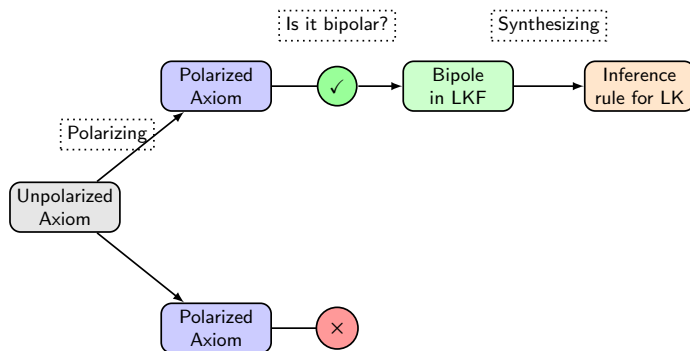 Is it bipolar?
Synthesizing
Polarized
Axiom
✓
Bipole
in LKF
Inference
rule for LK
Polarizing
Unpolarized
Axiom
Polarized
Axiom
×